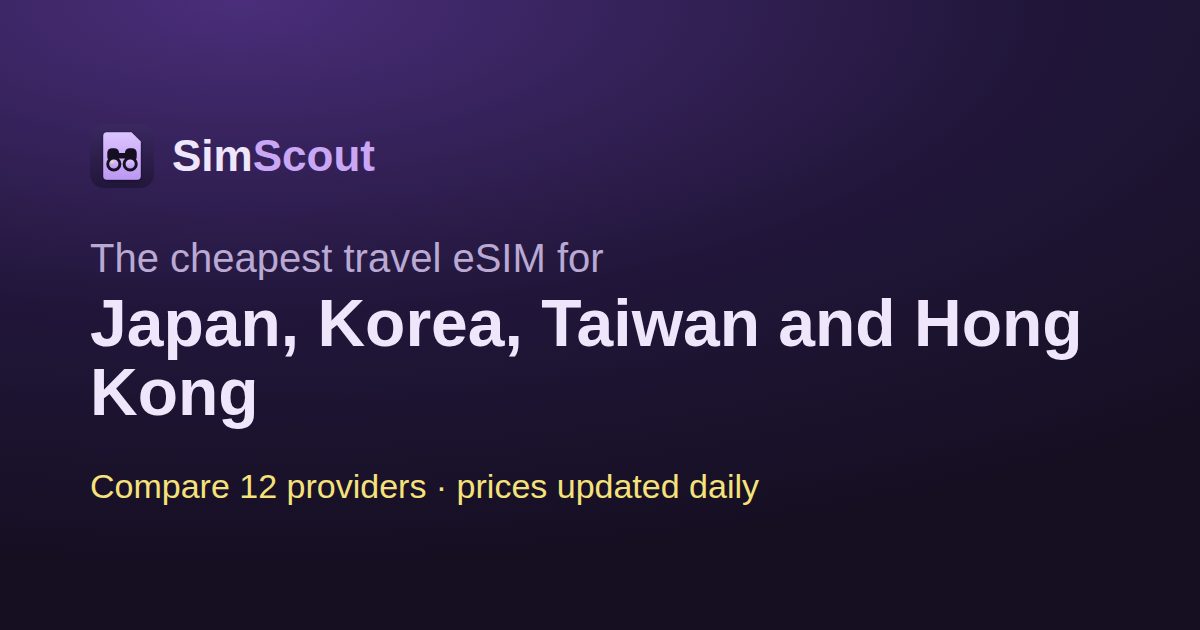 SimScout
The cheapest travel eSIM for
Japan, Korea, Taiwan and Hong
Kong
Compare 12 providers · prices updated daily